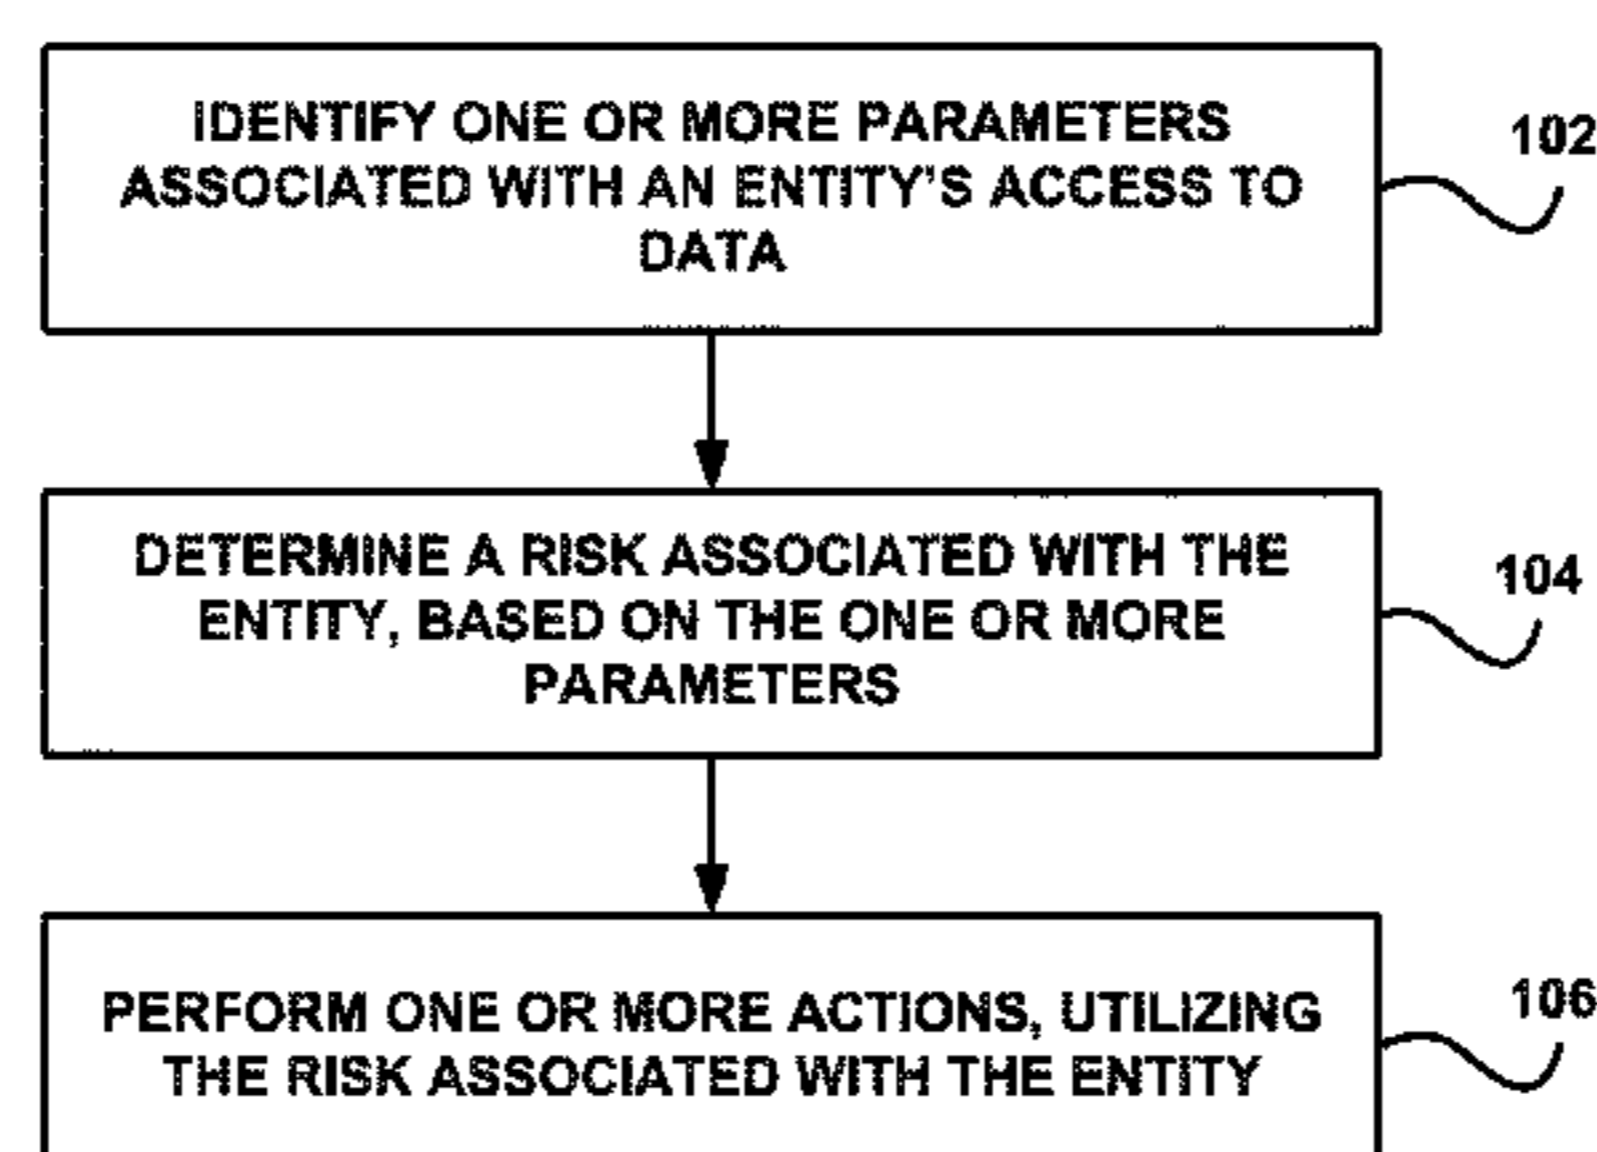 IDENTIFY ONE OR MORE PARAMETERS
ASSOCIATED WITH AN ENTITY'S ACCESS TO
DATA
102
DETERMINE A RISK ASSOCIATED WITH THE
ENTITY, BASED ON THE ONE OR MORE
PARAMETERS
104
PERFORM ONE OR MORE ACTIONS, UTILIZING
THE RISK ASSOCIATED WITH THE ENTITY
106